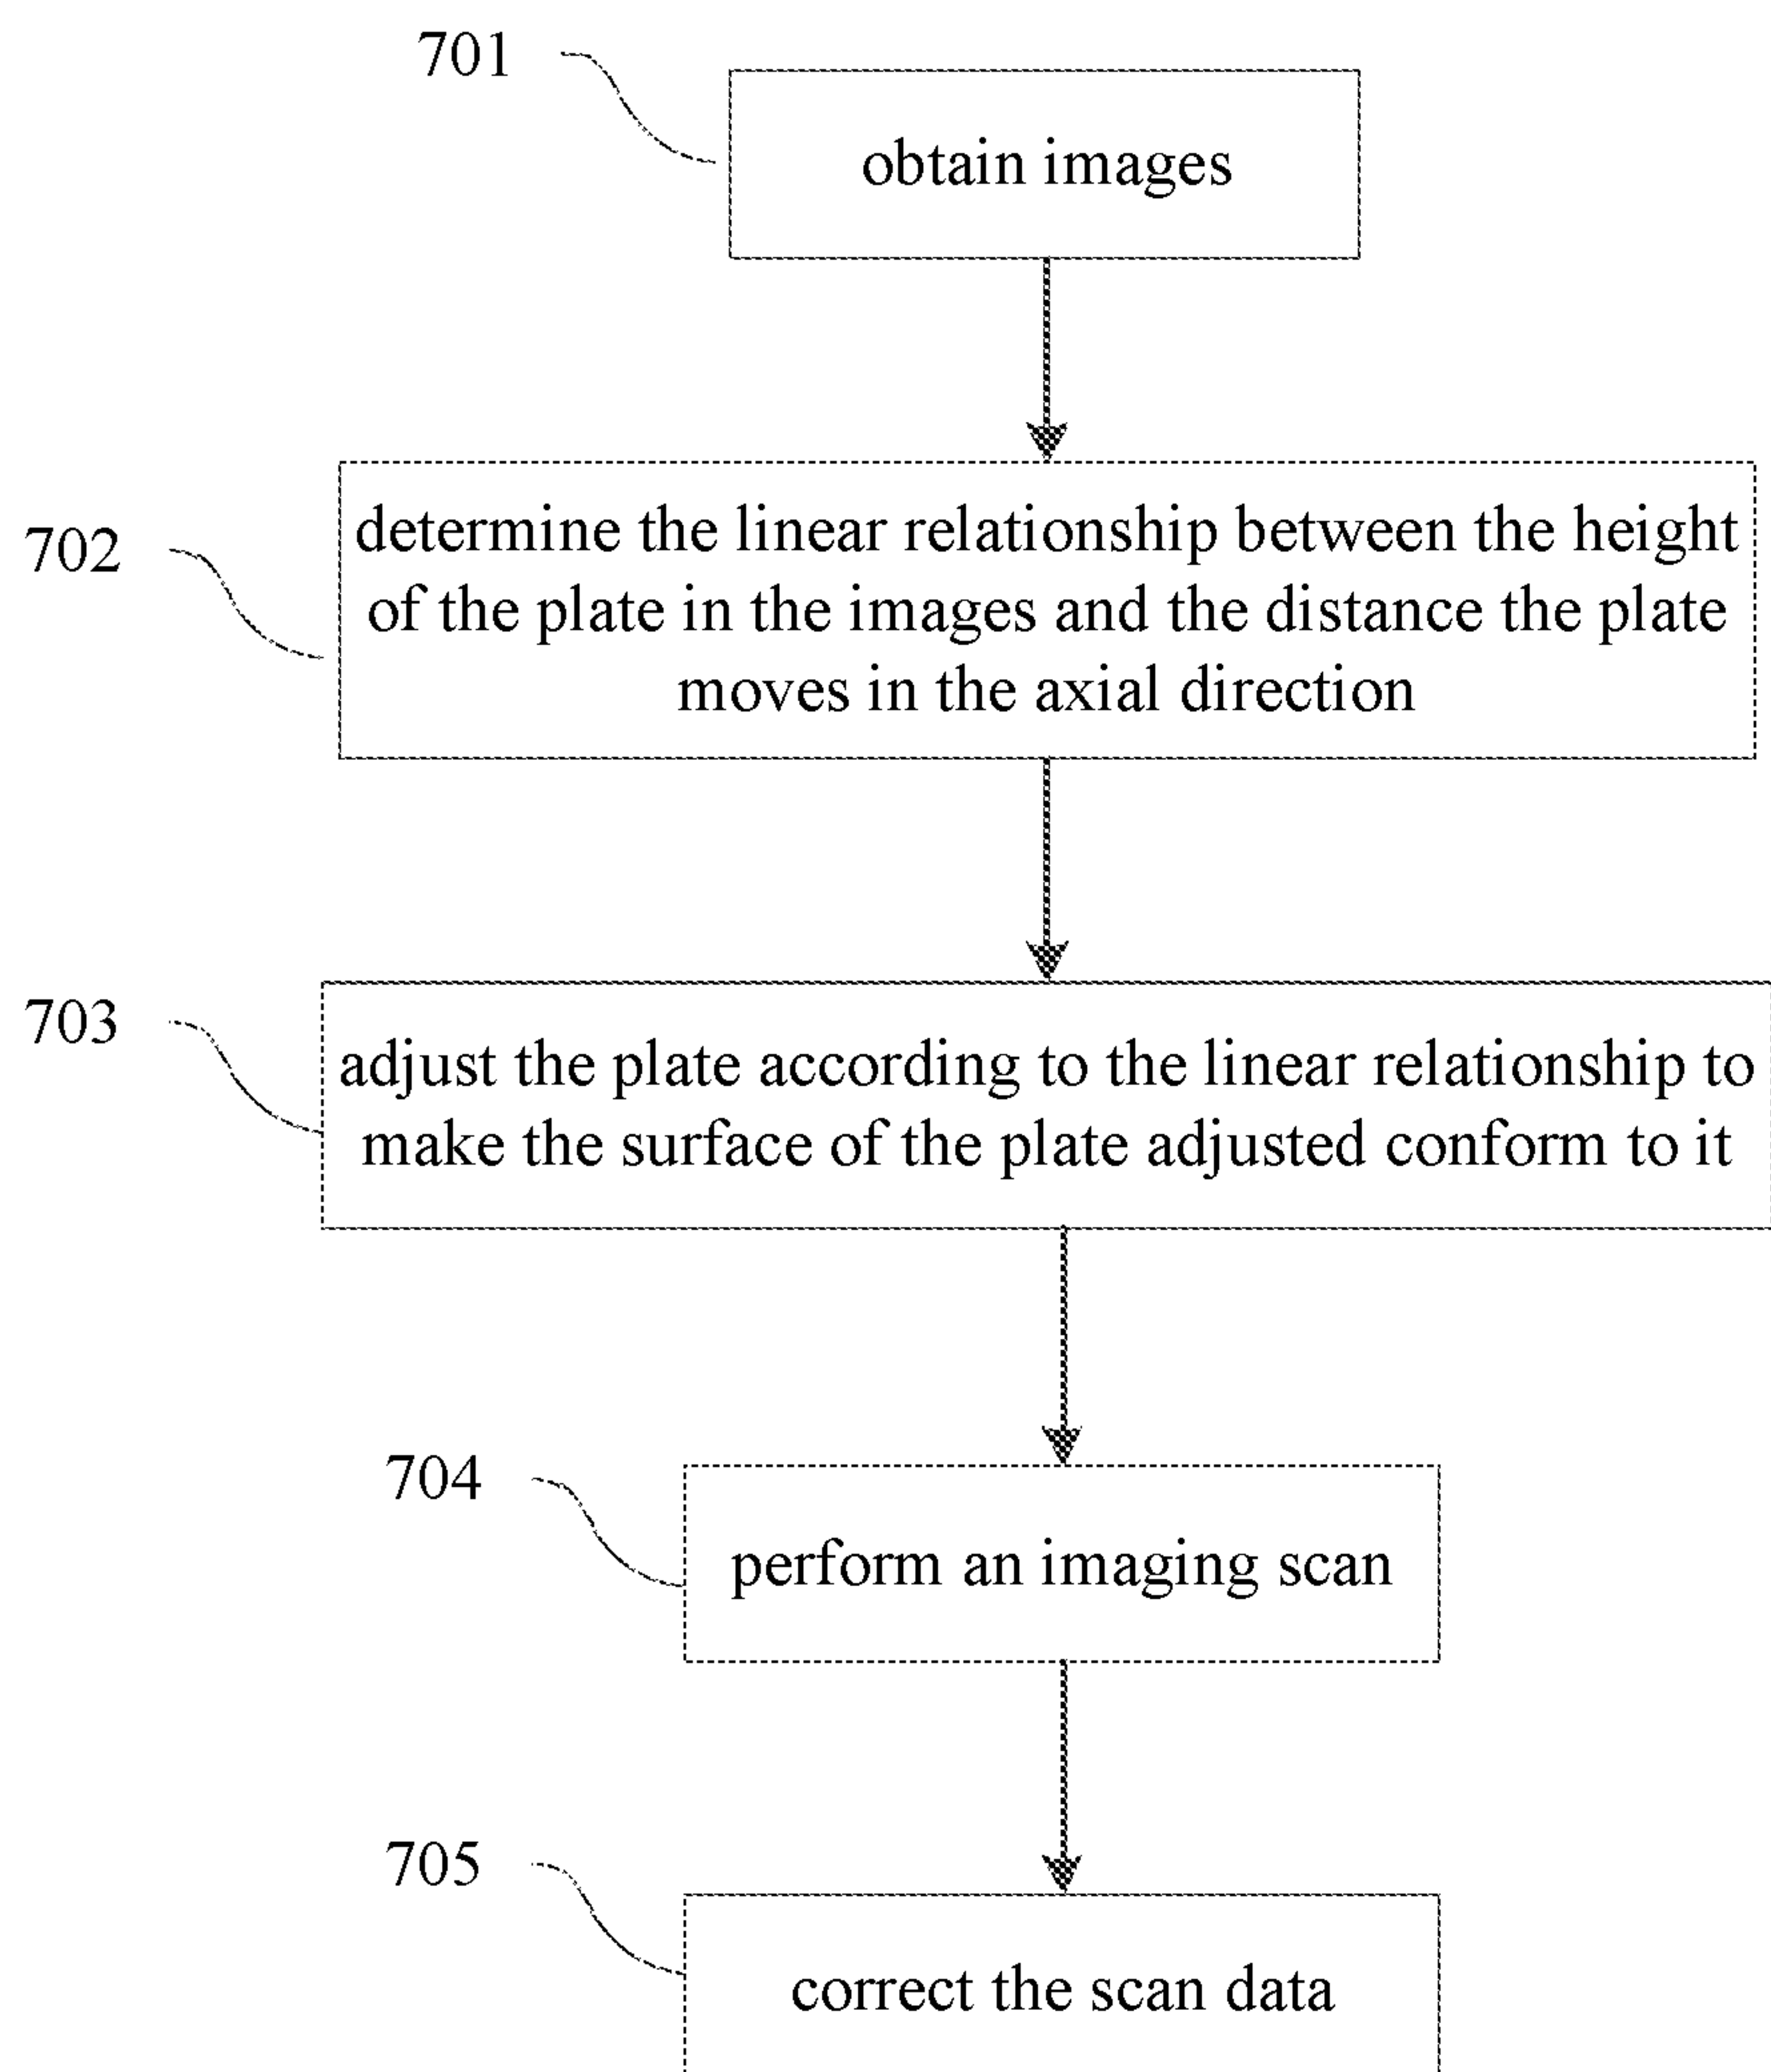 701
obtain images
702
determine the linear relationship between the height
of the plate in the images and the distance the plate
moves in the axial direction
703
adjust the plate according to the linear relationship to
make the surface of the plate adjusted conform to it
704
perform an imaging scan
705
correct the scan data